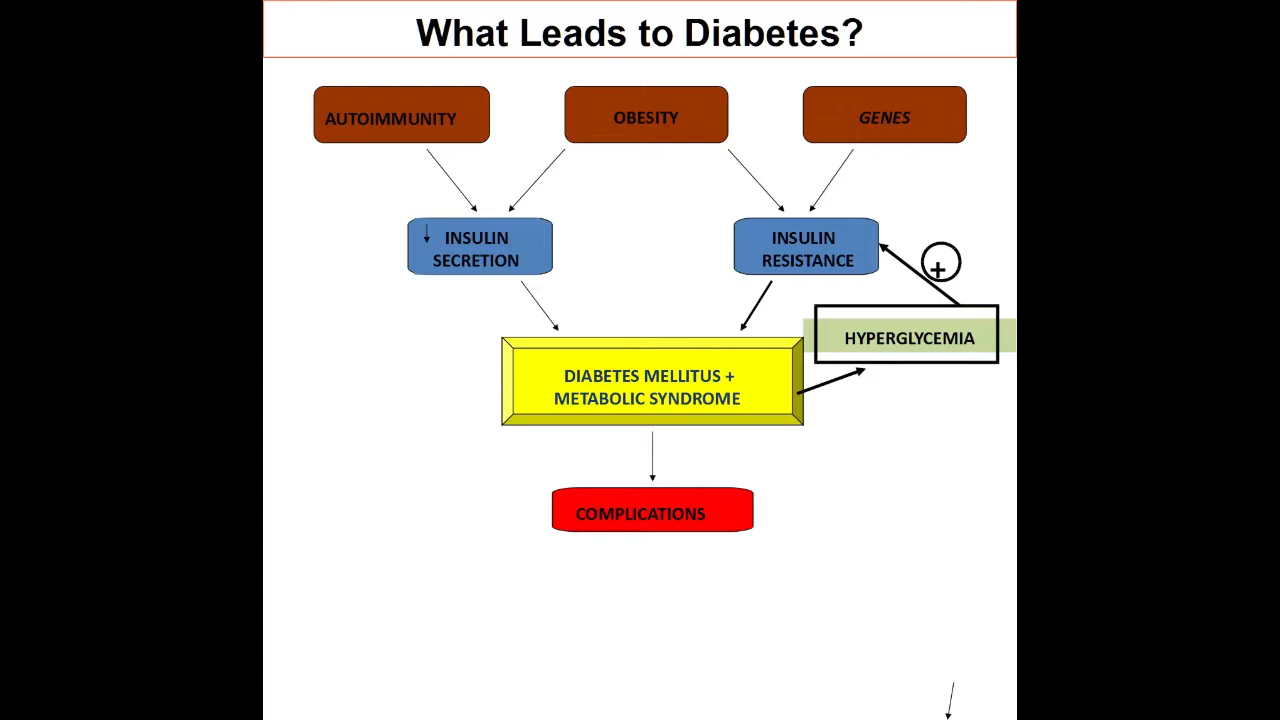 What Leads to Diabetes?
AUTOIMMUNITY
OBESITY
GENES
INSULIN
SECRETION
INSULIN
RESISTANCE
+
HYPERGLYCEMIA
DIABETES MELLITUS +
METABOLIC SYNDROME
COMPLICATIONS